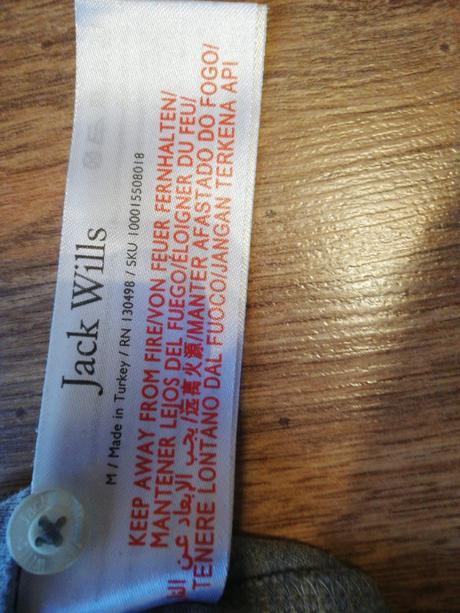 Jack Wills
M / Made in Turkey / RN 130498 / SKU 100015508018
KEEP AWAY FROM FIRE/VON FEUER FERNHALTEN/
MANTENER LEJOS DEL FUEGO/ÉLOIGNER DU FEU/
يجب الإبعاد عن /远离火源/MANTER AFASTADO DO FOGO/
TENERE LONTANO DAL FUOCO/JANGAN TERKENA API